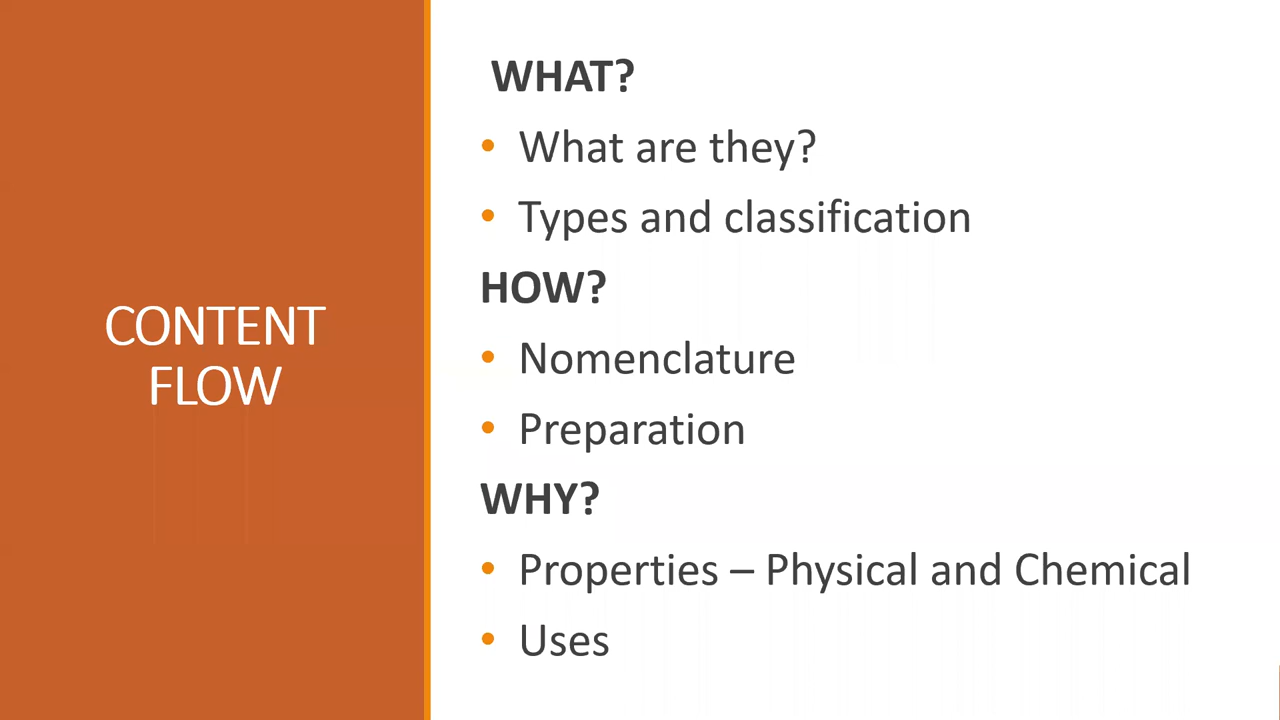 CONTENT
FLOW
WHAT?
• What are they?
• Types and classification
HOW?
• Nomenclature
• Preparation
WHY?
• Properties – Physical and Chemical
• Uses